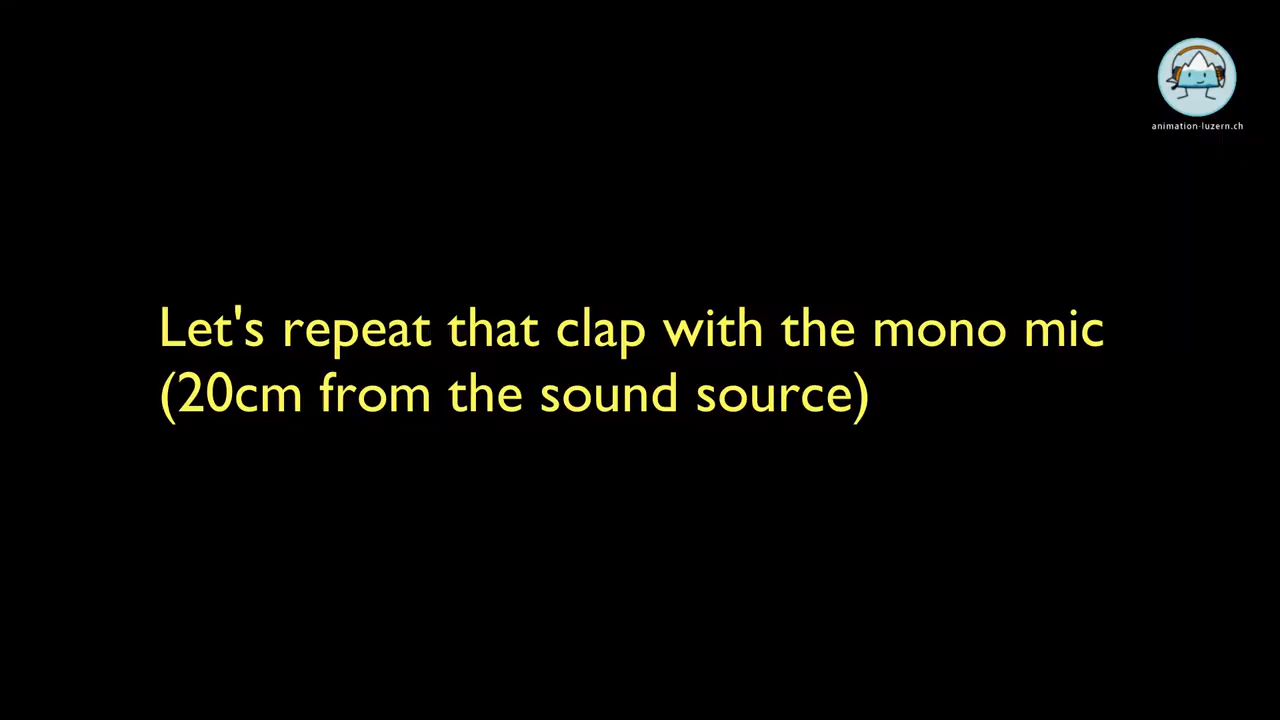 animation-luzern.ch
Let's repeat that clap with the mono mic
(20cm from the sound source)